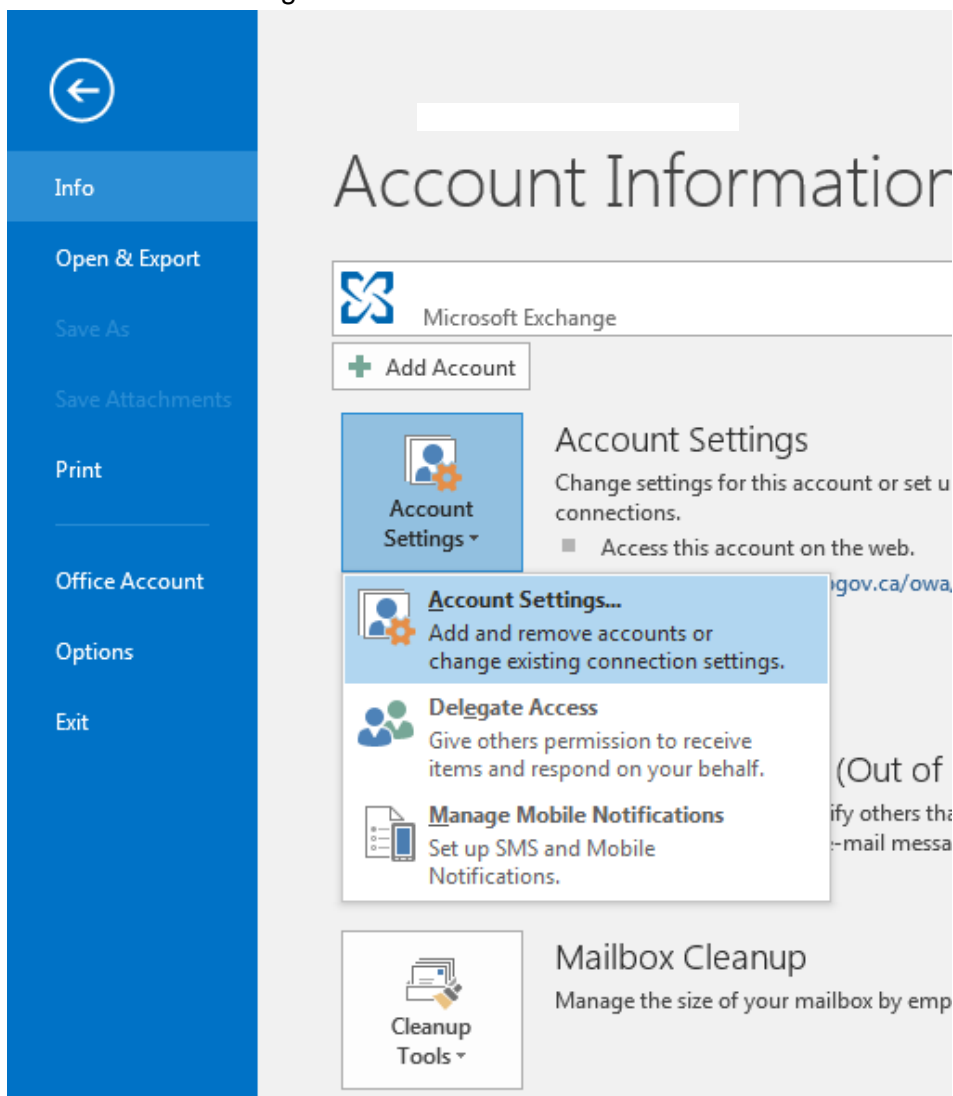 Info
Open & Export
Save As
Save Attachments
Print
Office Account
Options
Exit
Account Information
Microsoft Exchange
Add Account
Account
Settings
Account Settings
Change settings for this account or set u
connections.
Access this account on the web.
gov.ca/owa,
Account Settings...
Add and remove accounts or
change existing connection settings.
Delegate Access
Give others permission to receive
items and respond on your behalf.
Manage Mobile Notifications
Set up SMS and Mobile
Notifications.
(Out of
ify others tha
e-mail messa
Cleanup
Tools
Mailbox Cleanup
Manage the size of your mailbox by emp